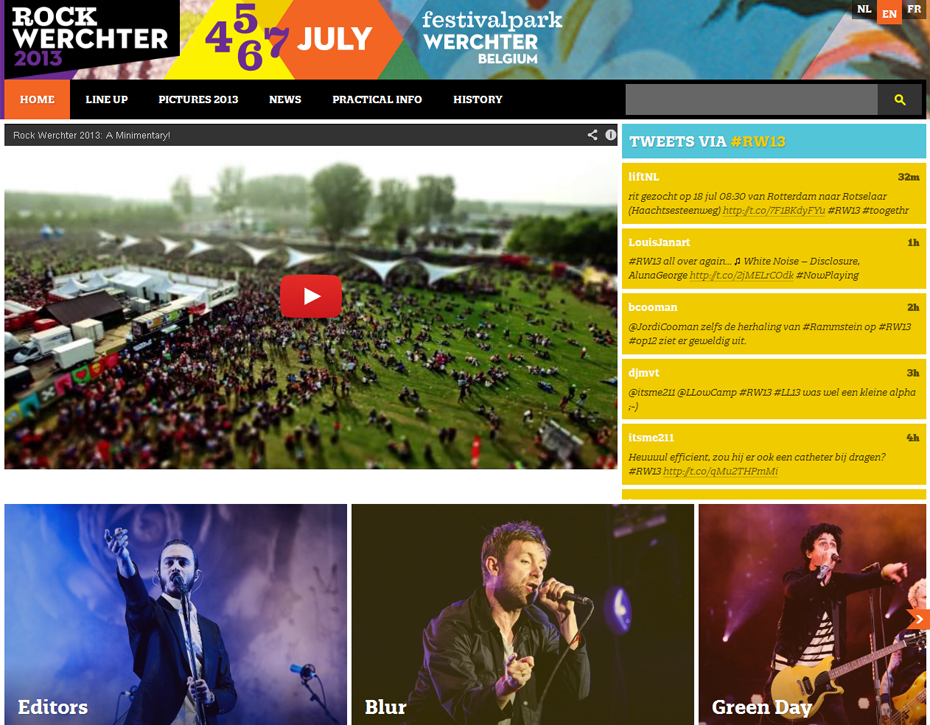 ROCK
WERCHTER
2013
4 5 6 7 JULY
festivalpark
WERCHTER
BELGIUM
NL EN FR
HOME LINE UP PICTURES 2013 NEWS PRACTICAL INFO HISTORY
Rock Werchter 2013: A Minimentary!
TWEETS VIA #RW13
liftNL 32m
rit gezocht op 18 jul 08:30 van Rotterdam naar Rotselaar
(Haachtsesteenweg) http://t.co/7F1BKdyFYu #RW13 #toogethr
LouisJanart 1h
#RW13 all over again... ♫ White Noise – Disclosure,
AlunaGeorge http://t.co/2jMELrCOdk #NowPlaying
bcooman 2h
@JordiCooman zelfs de herhaling van #Rammstein op #RW13
#op12 ziet er geweldig uit.
djmvt 3h
@itsme211 @LLowCamp #RW13 #LL13 was wel een kleine alpha
;-)
itsme211 4h
Heuuuul efficient, zou hij er ook een catheter bij dragen?
#RW13 http://t.co/qMu2THPmMi
Editors
Blur
Green Day